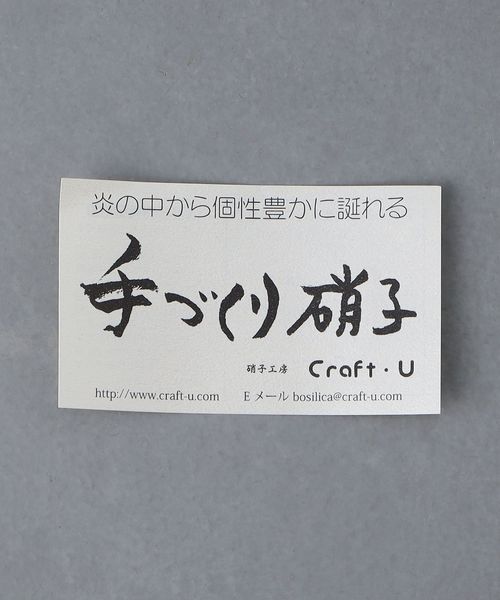 炎の中から個性豊かに誕れる
手づくり硝子
硝子工房 Craft・U
http://www.craft-u.com Eメール bosilica@craft-u.com